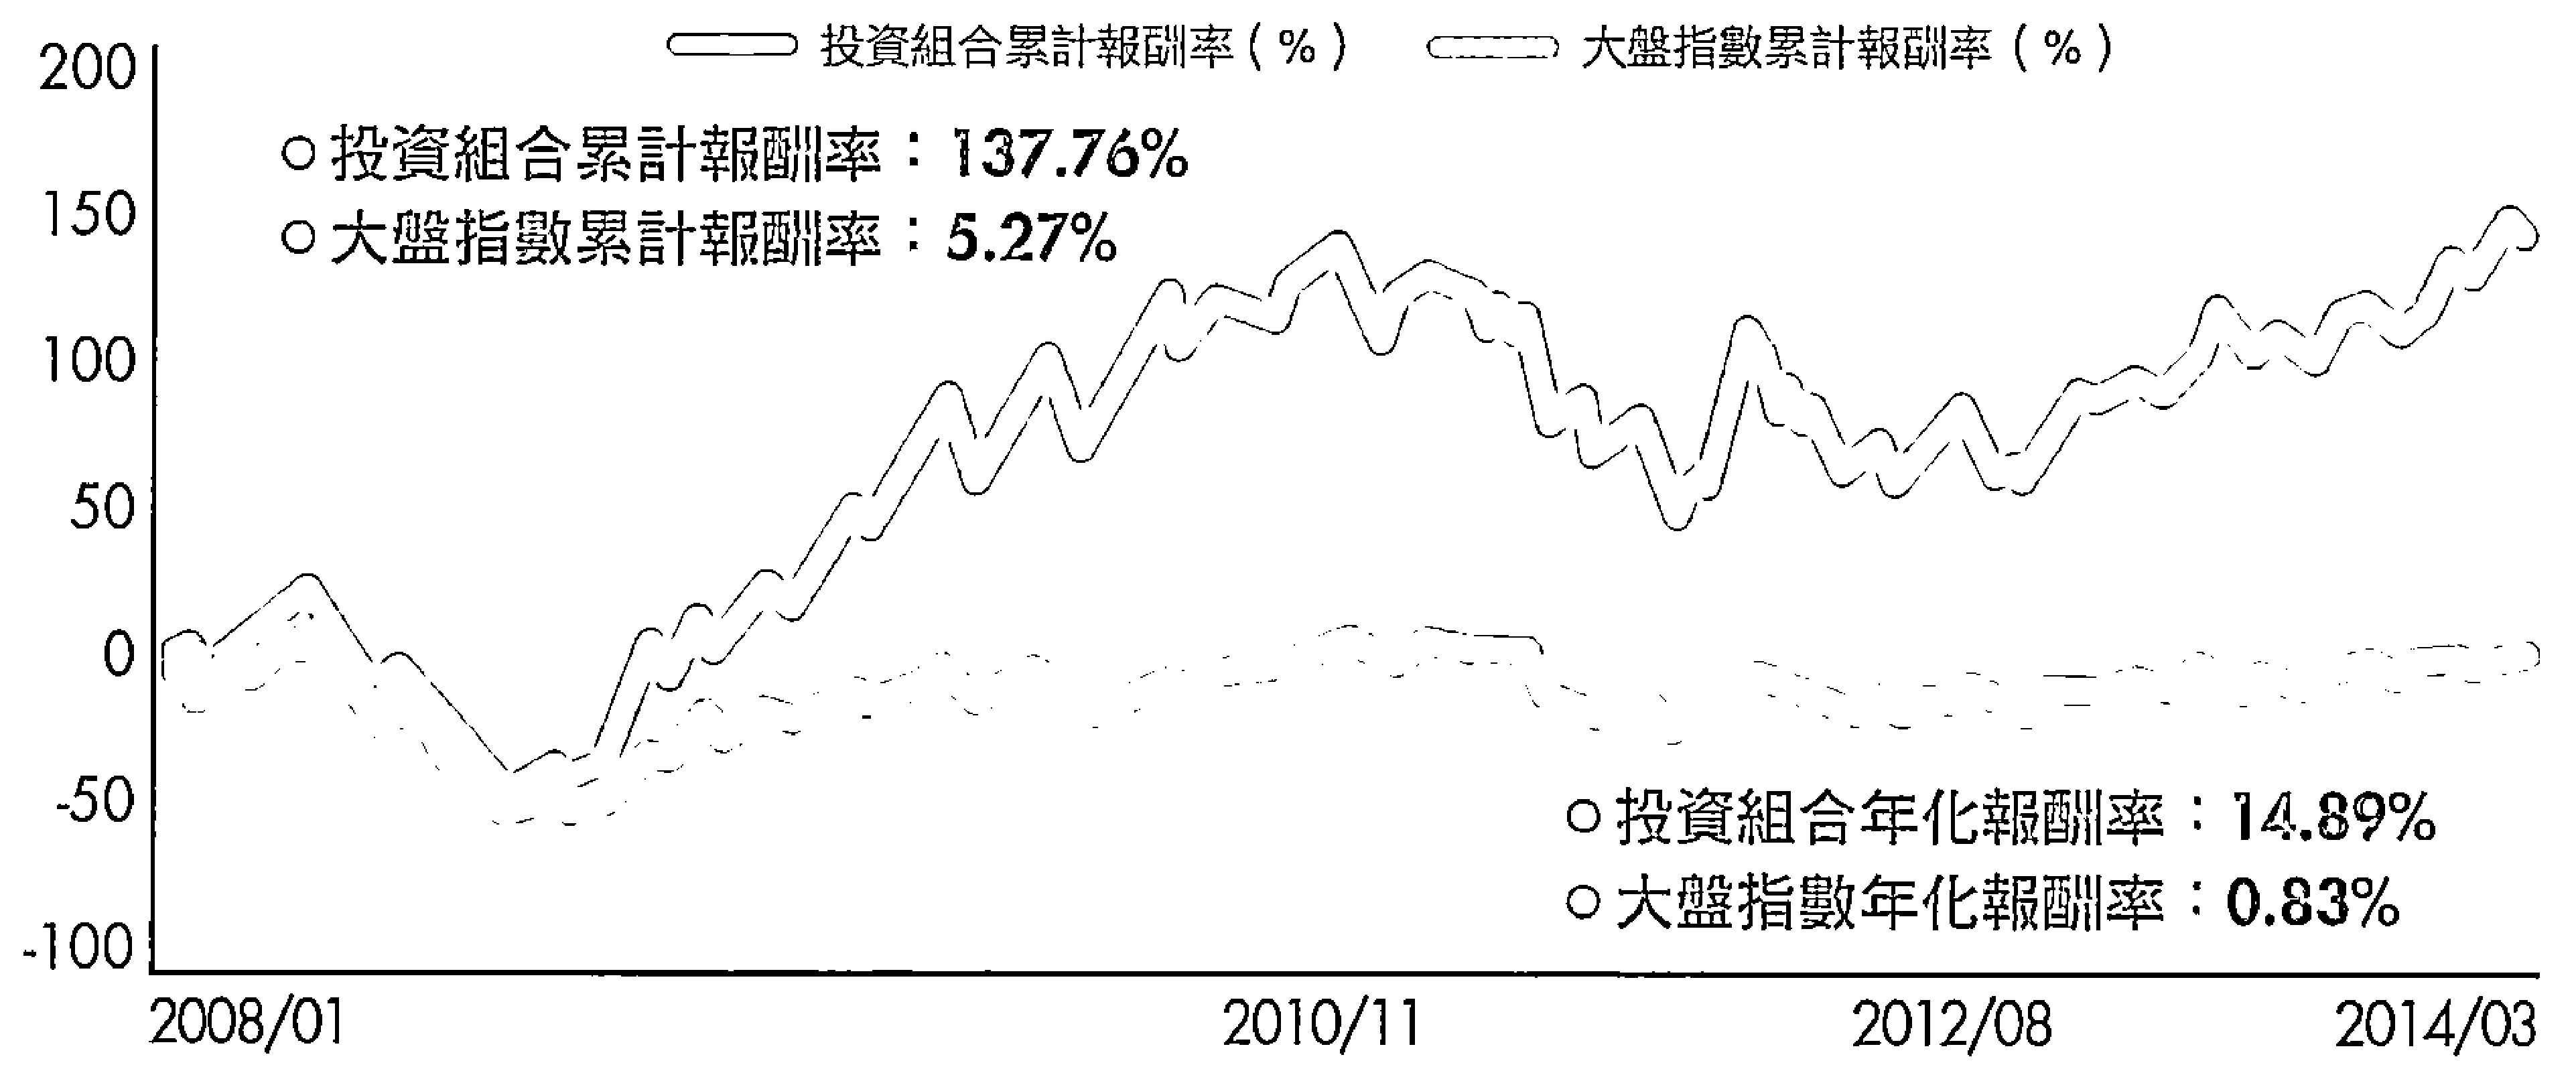 投資組合累計報酬率(%) 大盤指數累計報酬率(%)
200
○投資組合累計報酬率:137.76%
150
○大盤指數累計報酬率:5.27%
100
50
0
-50
○投資組合年化報酬率:14.89%
○大盤指數年化報酬率:0.83%
-100
2008/01 2010/11 2012/08 2014/03